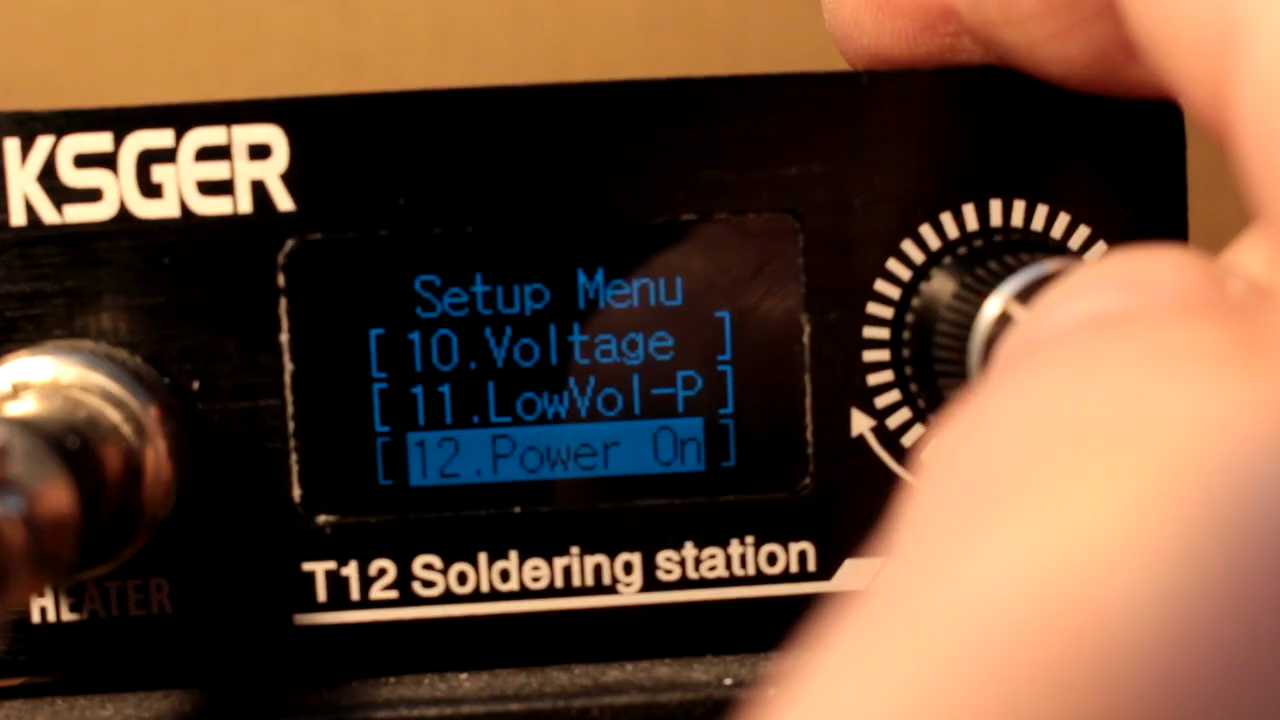 KSGER
Setup Menu
[ 10.Voltage ]
[ 11.LowVol-P ]
[ 12.Power On ]
T12 Soldering station
HEATER